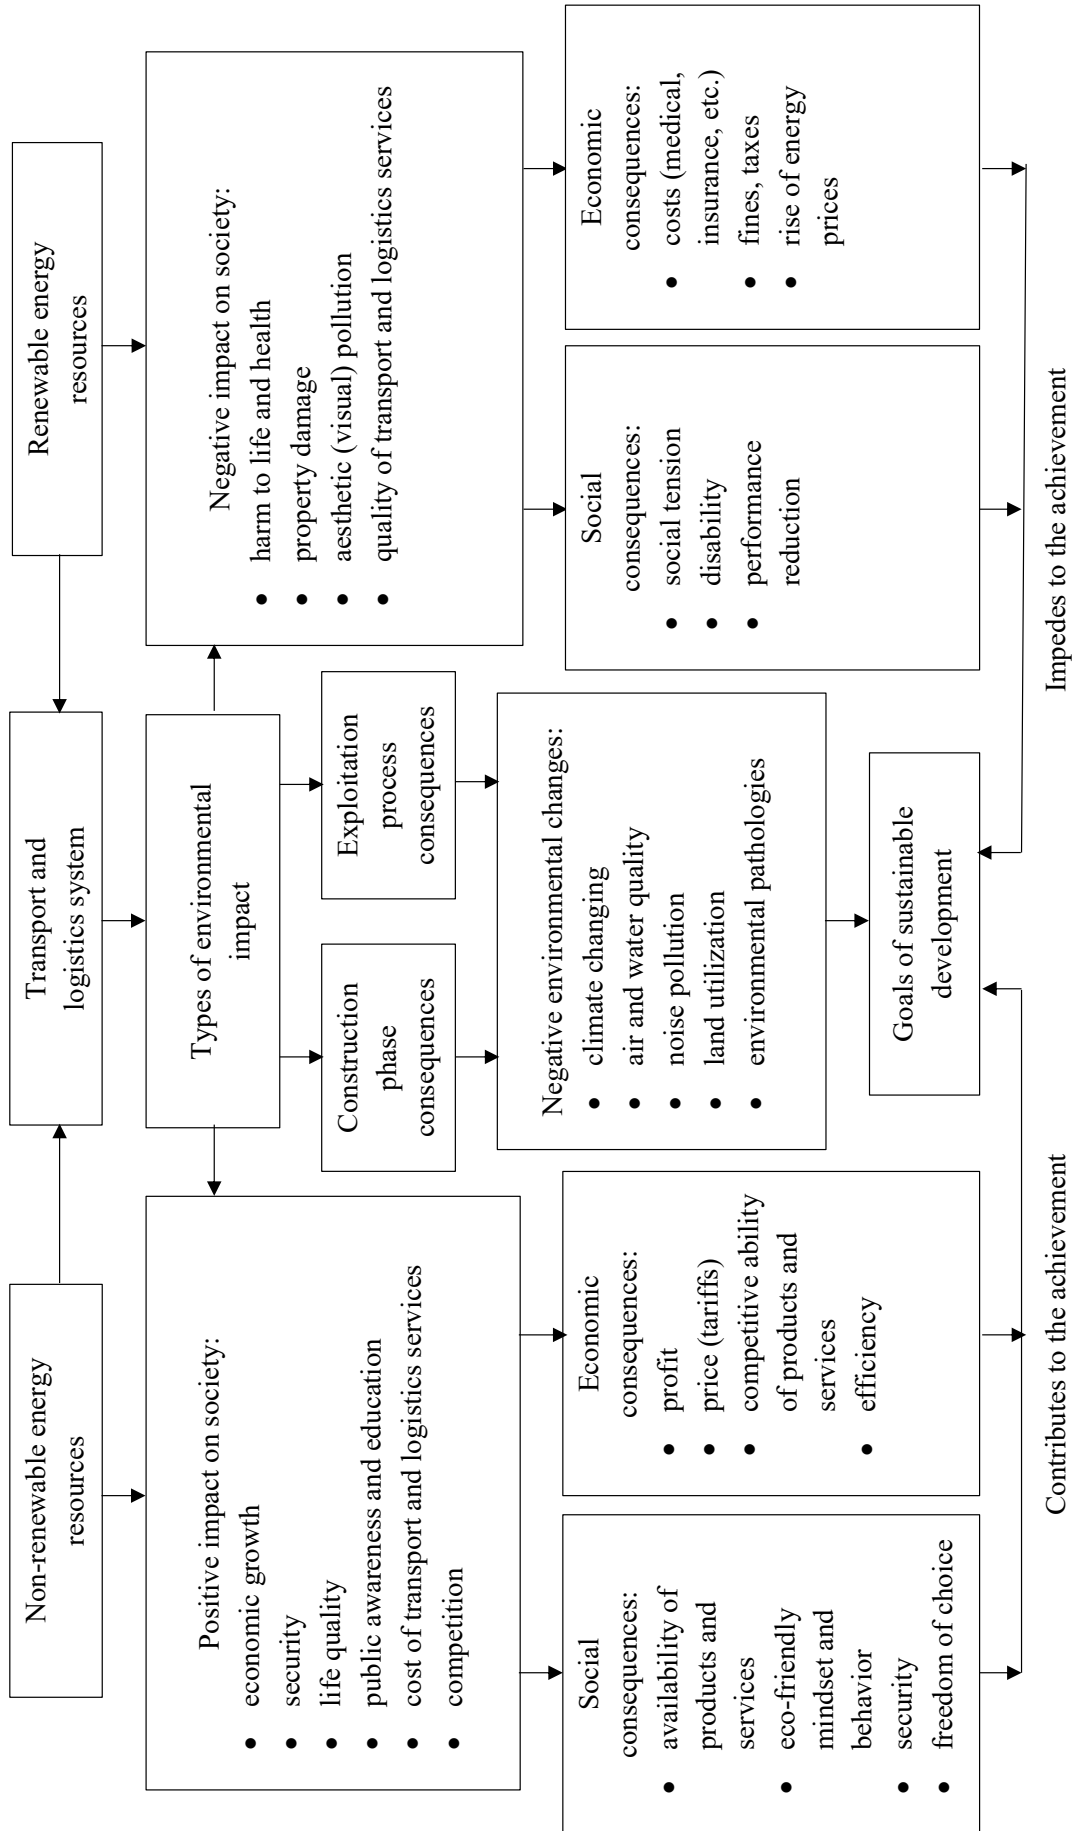 Non-renewable energy
resources
Transport and
logistics system
Renewable energy
resources
Positive impact on society:
• economic growth
• security
• life quality
• public awareness and education
• cost of transport and logistics services
• competition
Types of environmental
impact
Negative impact on society:
• harm to life and health
• property damage
• aesthetic (visual) pollution
• quality of transport and logistics services
Construction
phase
consequences
Exploitation
process
consequences
Social
consequences:
• availability of
products and
services
• eco-friendly
mindset and
behavior
• security
• freedom of choice
Economic
consequences:
• profit
• price (tariffs)
• competitive ability
of products and
services
• efficiency
Negative environmental changes:
• climate changing
• air and water quality
• noise pollution
• land utilization
• environmental pathologies
Social
consequences:
• social tension
• disability
• performance
reduction
Economic
consequences:
• costs (medical,
insurance, etc.)
• fines, taxes
• rise of energy
prices
Goals of sustainable
development
Contributes to the achievement
Impedes to the achievement